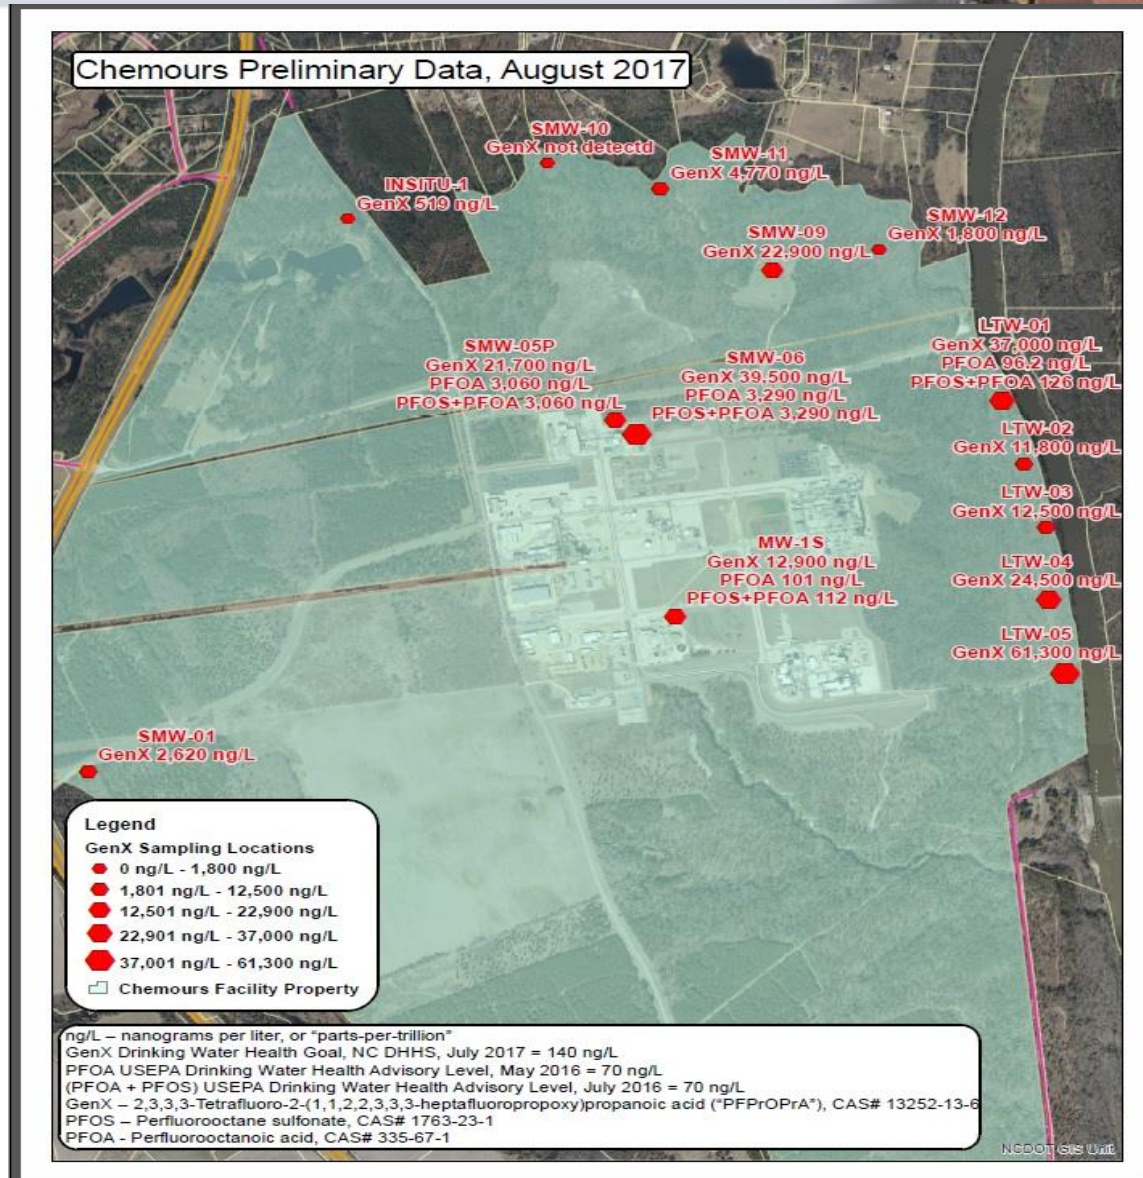 Chemours Preliminary Data, August 2017
SMW-10
GenX not detectd
SMW-11
GenX 4,770 ng/L
INSITU-1
GenX 519 ng/L
SMW-12
GenX 1,800 ng/L
SMW-09
GenX 22,900 ng/L
LTW-01
GenX 37,000 ng/L
PFOA 96.2 ng/L
PFOS+PFOA 126 ng/L
SMW-05P
GenX 21,700 ng/L
PFOA 3,060 ng/L
PFOS+PFOA 3,060 ng/L
SMW-06
GenX 39,500 ng/L
PFOA 3,290 ng/L
PFOS+PFOA 3,290 ng/L
LTW-02
GenX 11,800 ng/L
LTW-03
GenX 12,500 ng/L
MW-1S
GenX 12,900 ng/L
PFOA 101 ng/L
PFOS+PFOA 112 ng/L
LTW-04
GenX 24,500 ng/L
LTW-05
GenX 61,300 ng/L
SMW-01
GenX 2,620 ng/L
Legend
GenX Sampling Locations
0 ng/L - 1,800 ng/L
1,801 ng/L - 12,500 ng/L
12,501 ng/L - 22,900 ng/L
22,901 ng/L - 37,000 ng/L
37,001 ng/L - 61,300 ng/L
Chemours Facility Property
ng/L – nanograms per liter, or “parts-per-trillion”
GenX Drinking Water Health Goal, NC DHHS, July 2017 = 140 ng/L
PFOA USEPA Drinking Water Health Advisory Level, May 2016 = 70 ng/L
(PFOA + PFOS) USEPA Drinking Water Health Advisory Level, July 2016 = 70 ng/L
GenX – 2,3,3,3-Tetrafluoro-2-(1,1,2,2,3,3,3-heptafluoropropoxy)propanoic acid (“PFPrOPrA”), CAS# 13252-13-6
PFOS – Perfluorooctane sulfonate, CAS# 1763-23-1
PFOA - Perfluorooctanoic acid, CAS# 335-67-1
NCDOT GIS Unit